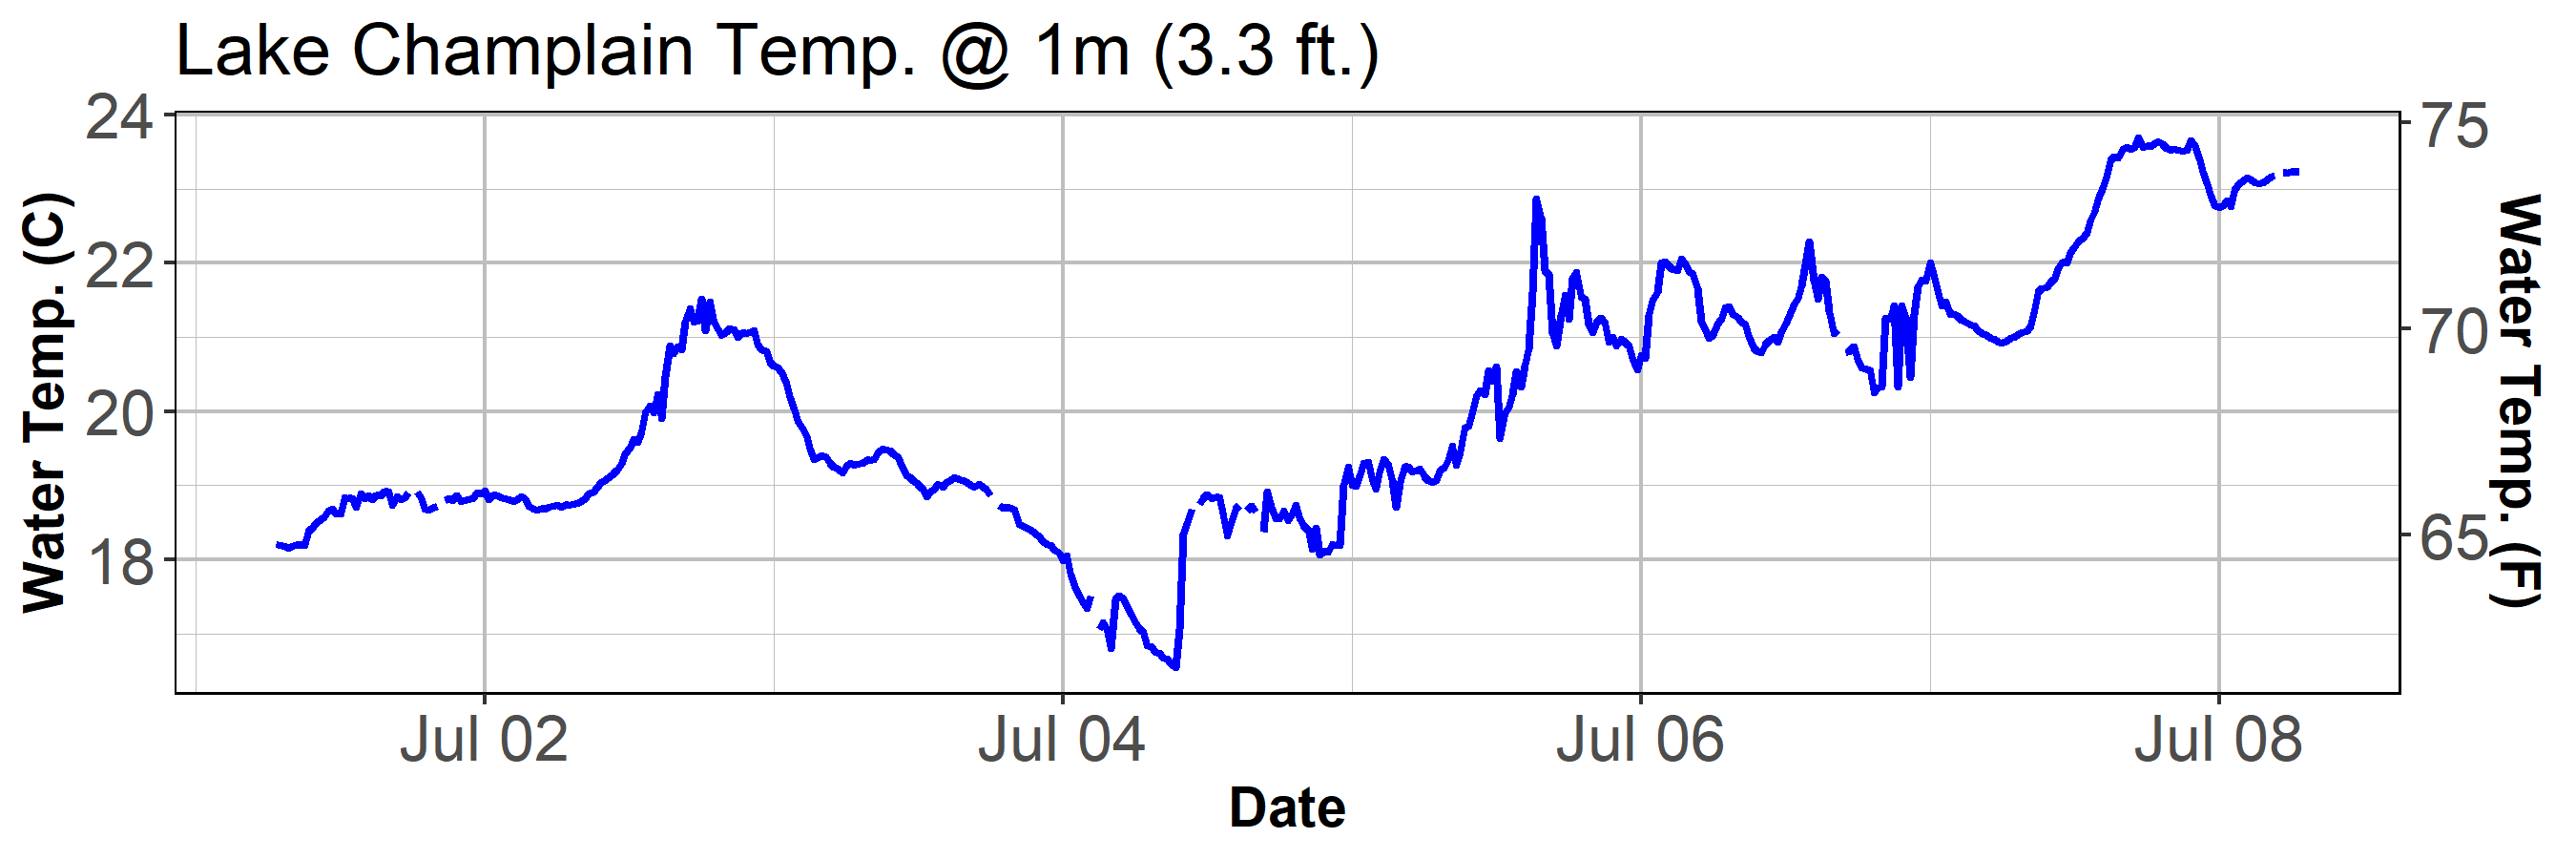 Lake Champlain Temp. @ 1m (3.3 ft.)
24
22
20
18
Water Temp. (C)
75
70
65
Water Temp. (F)
Jul 02
Jul 04
Jul 06
Jul 08
Date